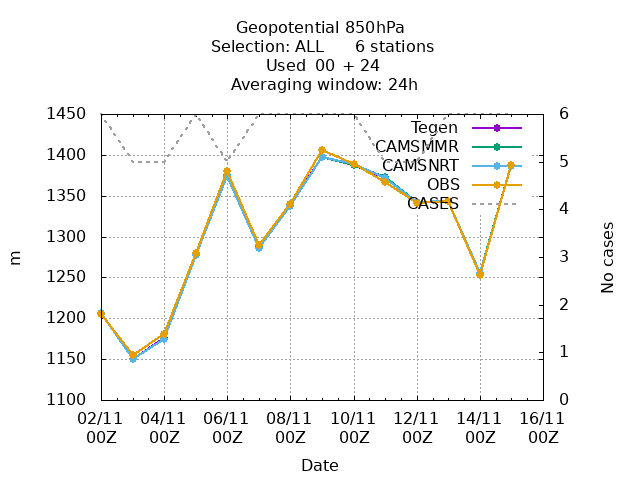 Geopotential 850hPa
Selection: ALL 6 stations
Used 00 + 24
Averaging window: 24h
1450
1400
1350
1300
1250
1200
1150
1100
m
6
5
4
3
2
1
0
No cases
Tegen
CAMSMMR
CAMSNRT
OBS
CASES
02/11 04/11 06/11 08/11 10/11 12/11 14/11 16/11
00Z 00Z 00Z 00Z 00Z 00Z 00Z 00Z
Date